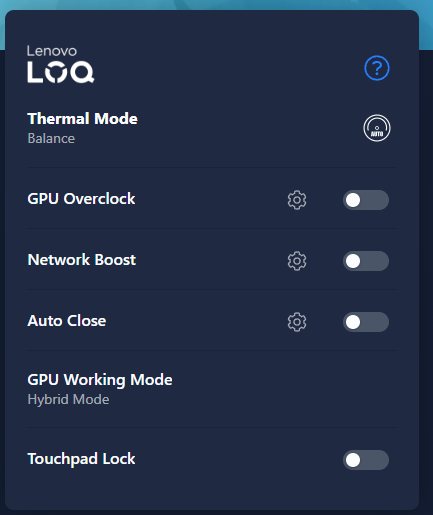 Lenovo
LOQ
?
Thermal Mode
Balance
AUTO
GPU Overclock
Network Boost
Auto Close
GPU Working Mode
Hybrid Mode
Touchpad Lock